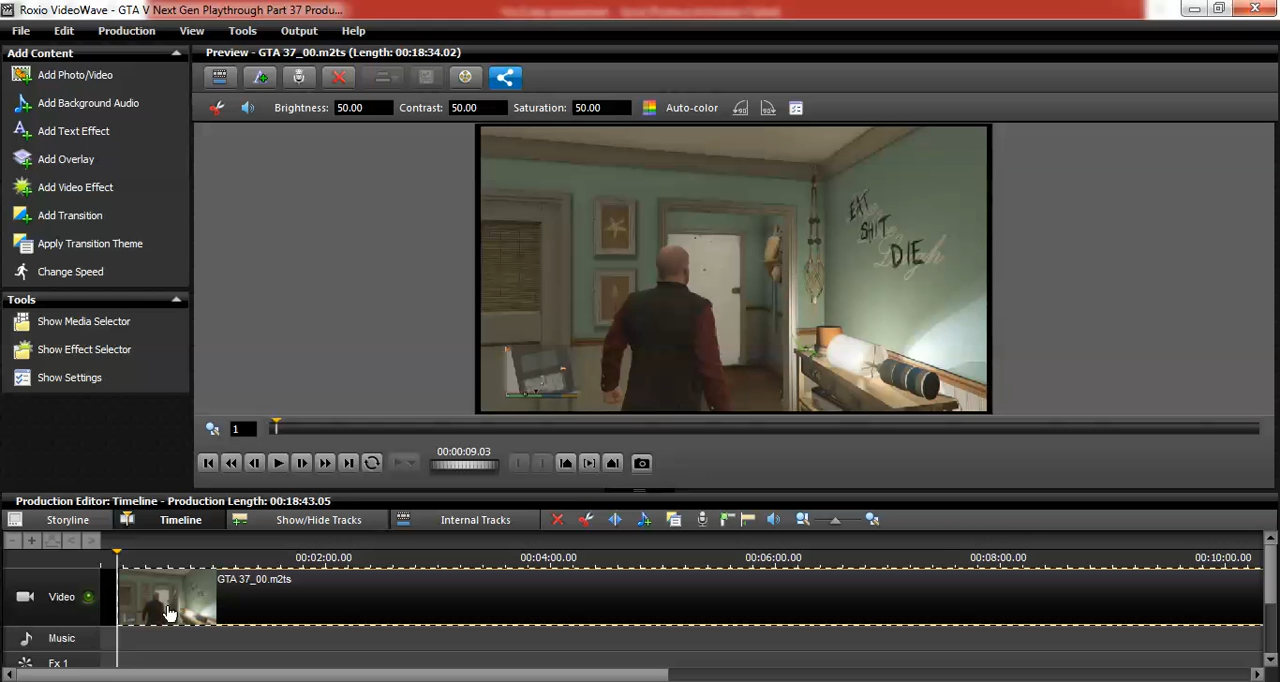 Roxio VideoWave - GTA V Next Gen Playthrough Part 37 Produ...
File Edit Production View Tools Output Help
Add Content
Preview - GTA 37_00.m2ts (Length: 00:18:34.02)
Add Photo/Video
Add Background Audio
Brightness: 50.00 Contrast: 50.00 Saturation: 50.00 Auto-color
Add Text Effect
Add Overlay
Add Video Effect
Add Transition
Apply Transition Theme
Change Speed
EAT
SHIT
DIE
Tools
Show Media Selector
Show Effect Selector
Show Settings
1
00:00:09.03
Production Editor: Timeline - Production Length: 00:18:43.05
Storyline Timeline Show/Hide Tracks Internal Tracks
00:02:00.00 00:04:00.00 00:06:00.00 00:08:00.00 00:10:00.00
GTA 37_00.m2ts
Video
Music
Fx 1